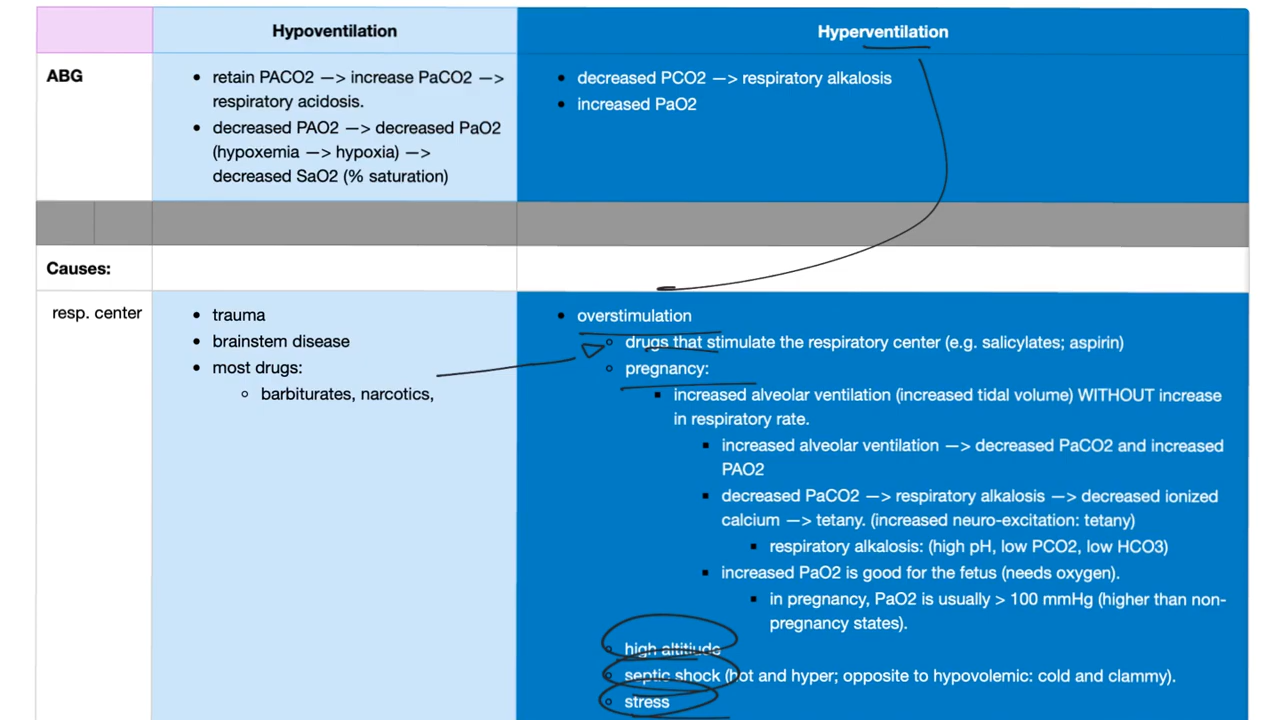 Hypoventilation
Hyperventilation
ABG
• retain PACO2 —> increase PaCO2 —>
respiratory acidosis.
• decreased PAO2 —> decreased PaO2
(hypoxemia —> hypoxia) —>
decreased SaO2 (% saturation)
• decreased PCO2 —> respiratory alkalosis
• increased PaO2
Causes:
resp. center
• trauma
• brainstem disease
• most drugs:
◦ barbiturates, narcotics,
• overstimulation
◦ drugs that stimulate the respiratory center (e.g. salicylates; aspirin)
◦ pregnancy:
▪ increased alveolar ventilation (increased tidal volume) WITHOUT increase
in respiratory rate.
▪ increased alveolar ventilation —> decreased PaCO2 and increased
PAO2
▪ decreased PaCO2 —> respiratory alkalosis —> decreased ionized
calcium —> tetany. (increased neuro-excitation: tetany)
▪ respiratory alkalosis: (high pH, low PCO2, low HCO3)
▪ increased PaO2 is good for the fetus (needs oxygen).
▪ in pregnancy, PaO2 is usually > 100 mmHg (higher than non-
pregnancy states).
◦ high altitiude
◦ septic shock (hot and hyper; opposite to hypovolemic: cold and clammy).
◦ stress